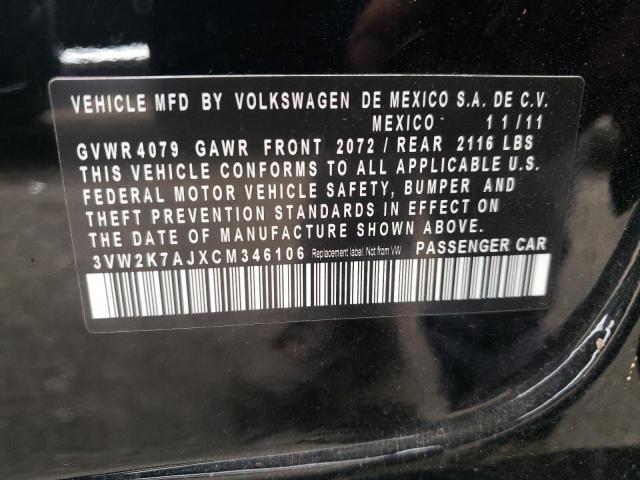 VEHICLE MFD BY VOLKSWAGEN DE MEXICO S.A. DE C.V.
MEXICO 11/11
GVWR 4079 GAWR FRONT 2072 / REAR 2116 LBS
THIS VEHICLE CONFORMS TO ALL APPLICABLE U.S.
FEDERAL MOTOR VEHICLE SAFETY, BUMPER AND
THEFT PREVENTION STANDARDS IN EFFECT ON
THE DATE OF MANUFACTURE SHOWN ABOVE.
3VW2K7AJXCM346106 Replacement label: Not from VW PASSENGER CAR